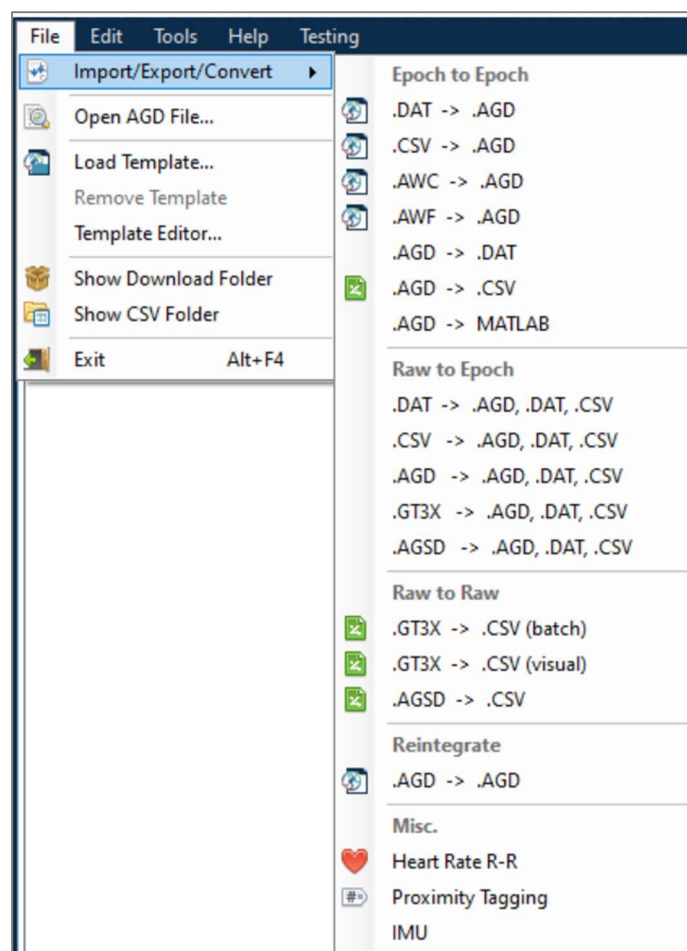 File Edit Tools Help Testing
Import/Export/Convert
Open AGD File...
Load Template...
Remove Template
Template Editor...
Show Download Folder
Show CSV Folder
Exit Alt+F4
Epoch to Epoch
.DAT -> .AGD
.CSV -> .AGD
.AWC -> .AGD
.AWF -> .AGD
.AGD -> .DAT
.AGD -> .CSV
.AGD -> MATLAB
Raw to Epoch
.DAT -> .AGD, .DAT, .CSV
.CSV -> .AGD, .DAT, .CSV
.AGD -> .AGD, .DAT, .CSV
.GT3X -> .AGD, .DAT, .CSV
.AGSD -> .AGD, .DAT, .CSV
Raw to Raw
.GT3X -> .CSV (batch)
.GT3X -> .CSV (visual)
.AGSD -> .CSV
Reintegrate
.AGD -> .AGD
Misc.
Heart Rate R-R
Proximity Tagging
IMU